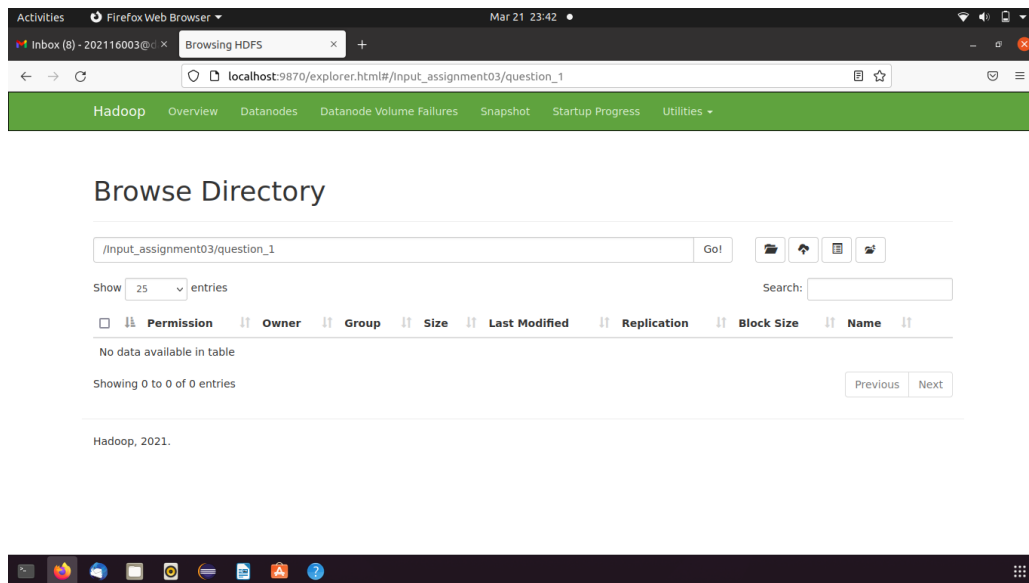 Activities Firefox Web Browser Mar 21 23:42
Inbox (8) - 202116003@d Browsing HDFS
localhost:9870/explorer.html#/Input_assignment03/question_1
Hadoop Overview Datanodes Datanode Volume Failures Snapshot Startup Progress Utilities
Browse Directory
/Input_assignment03/question_1 Go!
Show 25 entries Search:
Permission Owner Group Size Last Modified Replication Block Size Name
No data available in table
Showing 0 to 0 of 0 entries Previous Next
Hadoop, 2021.